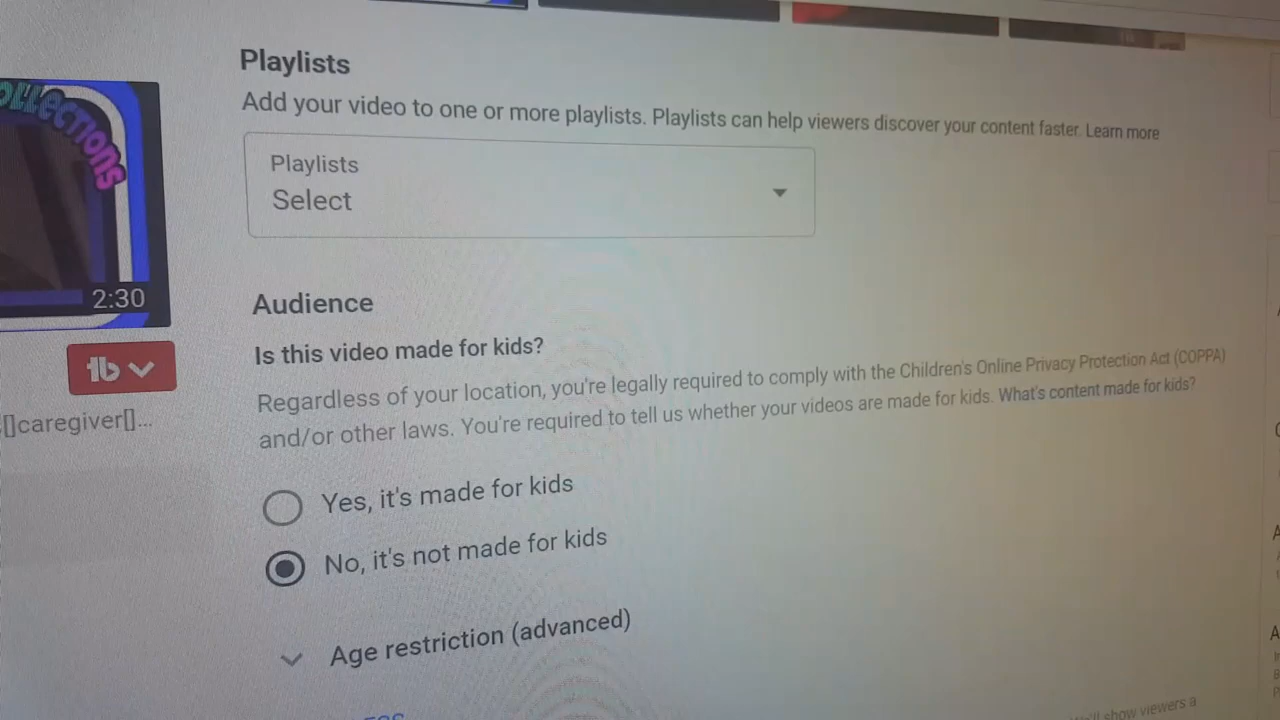 Playlists
Add your video to one or more playlists. Playlists can help viewers discover your content faster. Learn more
Playlists
Select
COLLECTIONS
2:30
Audience
Is this video made for kids?
Regardless of your location, you're legally required to comply with the Children's Online Privacy Protection Act (COPPA)
and/or other laws. You're required to tell us whether your videos are made for kids. What's content made for kids?
[]caregiver[]...
Yes, it's made for kids
No, it's not made for kids
Age restriction (advanced)
show viewers a